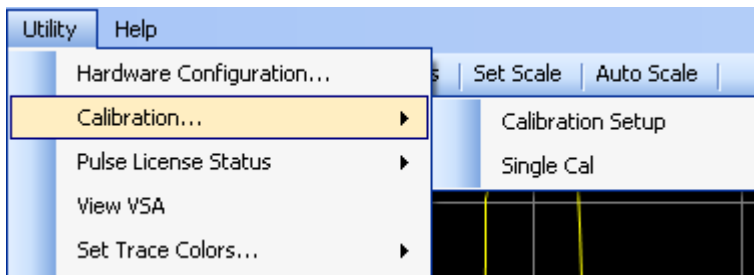 Utility Help
Hardware Configuration...
s Set Scale Auto Scale
Calibration...
Calibration Setup
Pulse License Status
Single Cal
View VSA
Set Trace Colors...